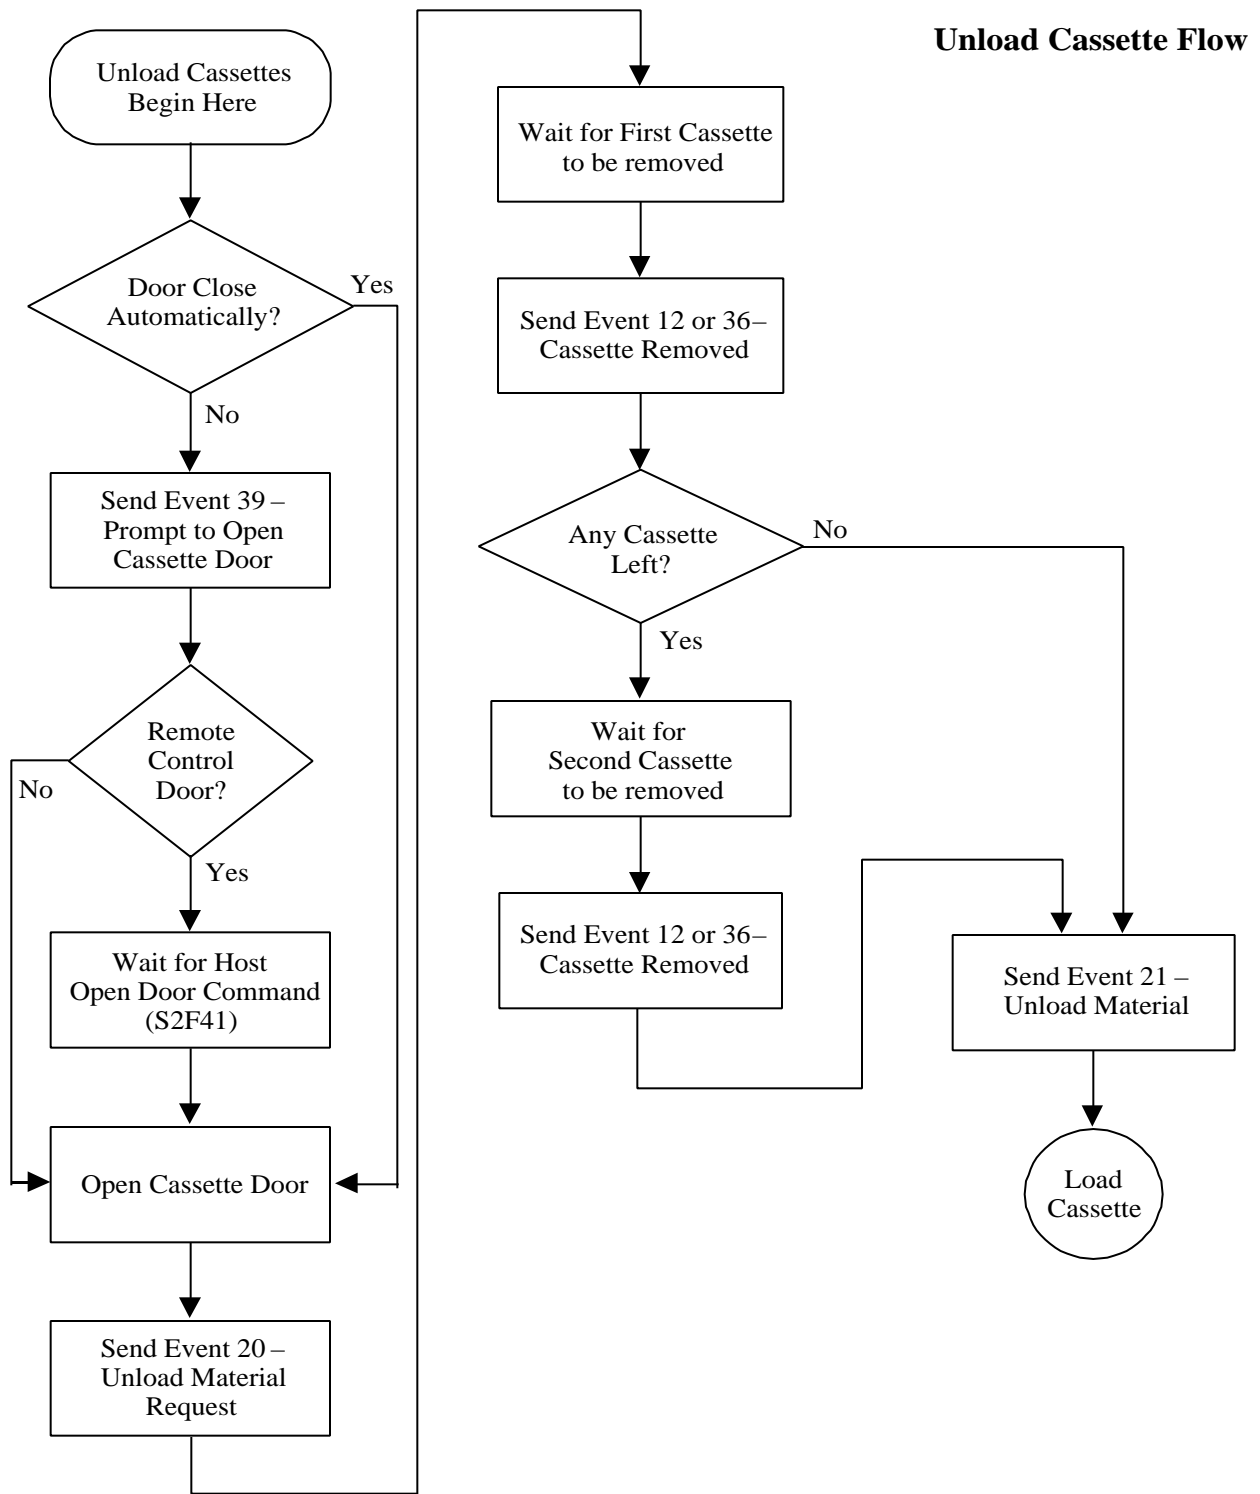 Unload Cassette Flow
Unload Cassettes
Begin Here
Door Close
Automatically?
Yes
No
Send Event 39 –
Prompt to Open
Cassette Door
Remote
Control
Door?
No
Yes
Wait for Host
Open Door Command
(S2F41)
Open Cassette Door
Send Event 20 –
Unload Material
Request
Wait for First Cassette
to be removed
Send Event 12 or 36–
Cassette Removed
Any Cassette
Left?
No
Yes
Wait for
Second Cassette
to be removed
Send Event 12 or 36–
Cassette Removed
Send Event 21 –
Unload Material
Load
Cassette